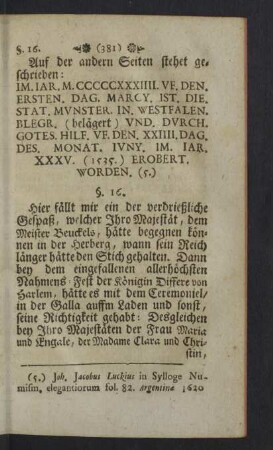 §. 16. (381)
Auf der andern Seiten stehet ge-
schrieben:
IM. IAR. M. CCCCCXXXIIII. VF. DEN.
ERSTEN. DAG. MARCY. IST. DIE.
STAT. MVNSTER. IN. WESTFALEN.
BLEGR. (belägert) VND. DVRCH.
GOTES. HILF. VF. DEN. XXIIII. DAG.
DES. MONAT. IVNY. IM. IAR.
XXXV. (1535.) EROBERT.
WORDEN. (5.)
§. 16.
Hier fällt mir ein der verdrießliche
Gespaß, welcher Ihro Majestät, dem
Meister Beuckels, hätte begegnen kön-
nen in der Herberg, wann sein Reich
länger hätte den Stich gehalten. Dann
bey dem eingefallenen allerhöchsten
Nahmens-Fest der Königin Differe von
Harlem, hätte es mit dem Ceremoniel/
in der Galla auffm Laden und sonst,
seine Richtigkeit gehabt: Desgleichen
bey Ihro Majestäten der Frau Maria
und Engale, der Madame Clara und Chri-
stin,
(5.) Joh. Jacobus Luckius in Sylloge Nu-
mism. elegantiorum fol. 82. Argentinæ 1620